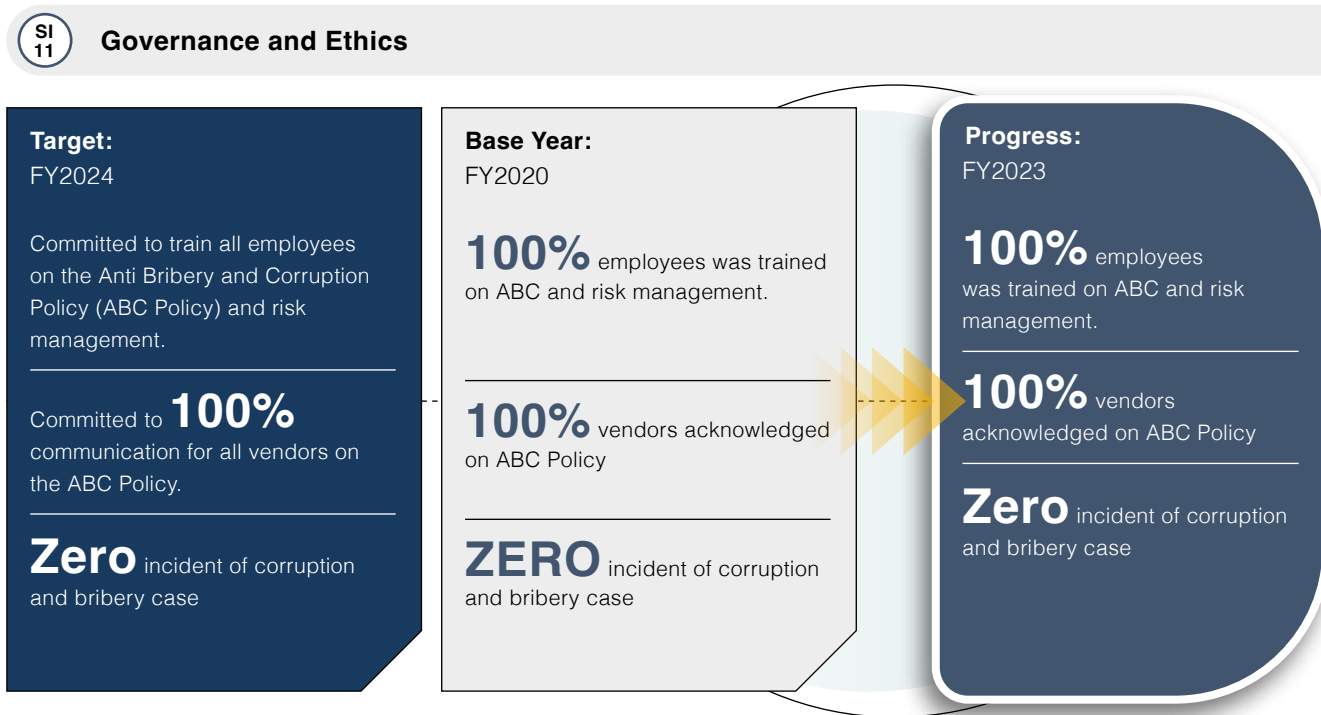 SI
11
Governance and Ethics
Target:
FY2024
Committed to train all employees
on the Anti Bribery and Corruption
Policy (ABC Policy) and risk
management.
Committed to 100%
communication for all vendors on
the ABC Policy.
Zero incident of corruption
and bribery case
Base Year:
FY2020
100% employees was trained
on ABC and risk management.
100% vendors acknowledged
on ABC Policy
ZERO incident of corruption
and bribery case
Progress:
FY2023
100% employees
was trained on ABC and risk
management.
100% vendors
acknowledged on ABC Policy
Zero incident of corruption
and bribery case